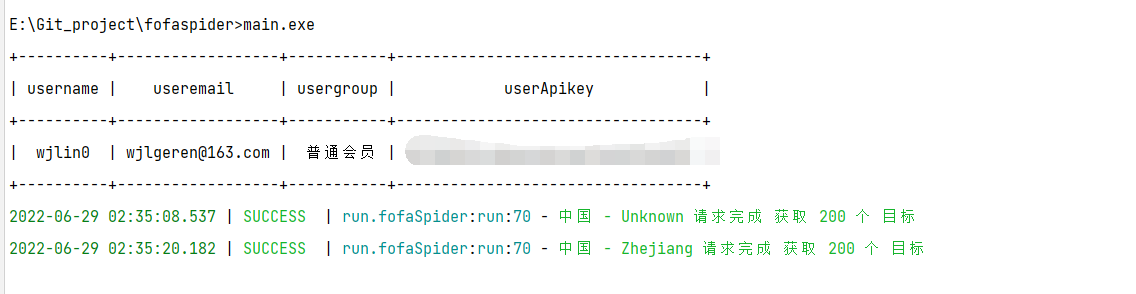 E:\Git_project\fofaspider>main.exe
+----------+------------------+-----------+----------------------------------+
| username |    useremail     | usergroup |            userApikey            |
+----------+------------------+-----------+----------------------------------+
|  wjlin0  | wjlgeren@163.com |  普通会员 |
+----------+------------------+-----------+----------------------------------+
2022-06-29 02:35:08.537 | SUCCESS  | run.fofaSpider:run:70 - 中国 - Unknown 请求完成 获取 200 个 目标
2022-06-29 02:35:20.182 | SUCCESS  | run.fofaSpider:run:70 - 中国 - Zhejiang 请求完成 获取 200 个 目标